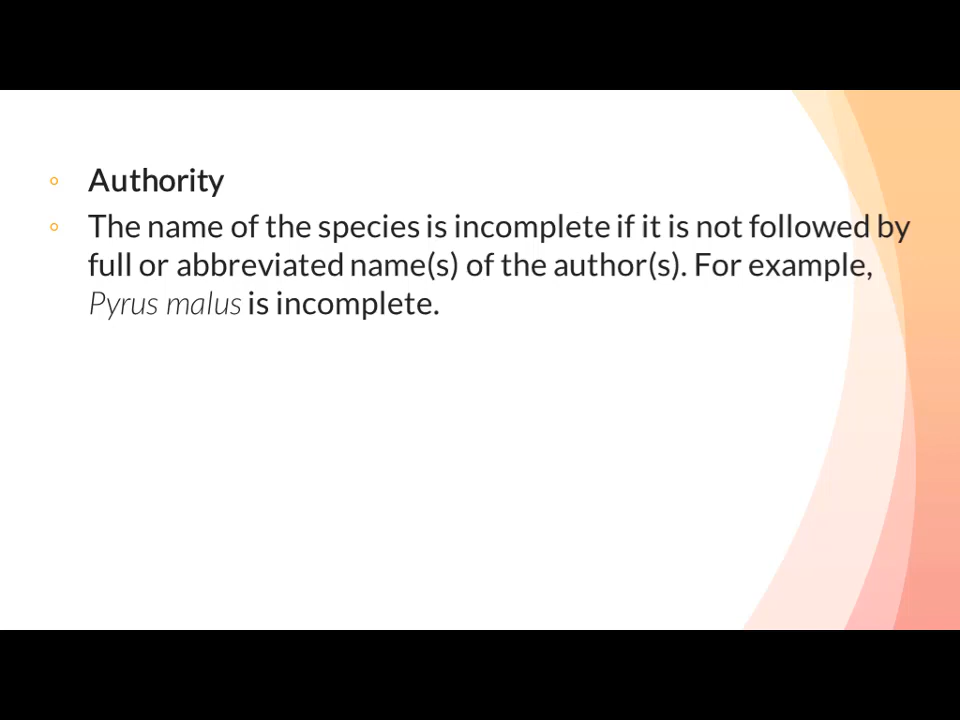 Authority
The name of the species is incomplete if it is not followed by
full or abbreviated name(s) of the author(s). For example,
Pyrus malus is incomplete.